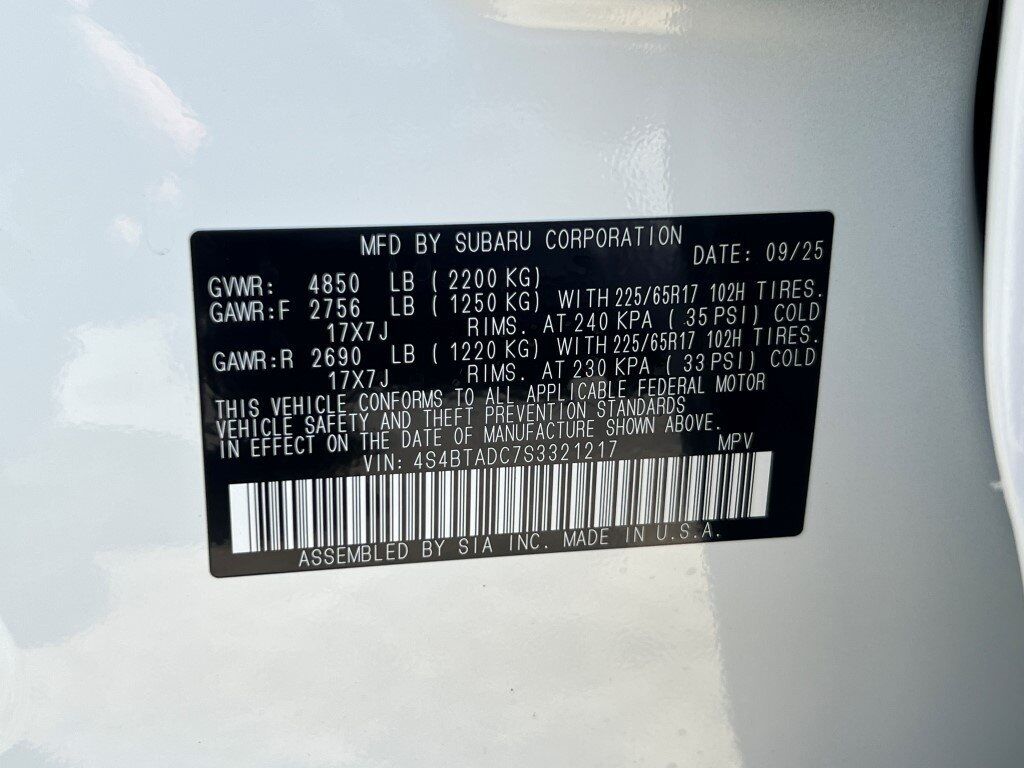 MFD BY SUBARU CORPORATION DATE: 09/25
GVWR: 4850 LB ( 2200 KG)
GAWR:F 2756 LB ( 1250 KG) WITH 225/65R17 102H TIRES.
17X7J RIMS. AT 240 KPA ( 35 PSI) COLD
GAWR:R 2690 LB ( 1220 KG) WITH 225/65R17 102H TIRES.
17X7J RIMS. AT 230 KPA ( 33 PSI) COLD
THIS VEHICLE CONFORMS TO ALL APPLICABLE FEDERAL MOTOR
VEHICLE SAFETY AND THEFT PREVENTION STANDARDS
IN EFFECT ON THE DATE OF MANUFACTURE SHOWN ABOVE.
VIN: 4S4BTADC7S3321217 MPV
ASSEMBLED BY SIA INC. MADE IN U.S.A.